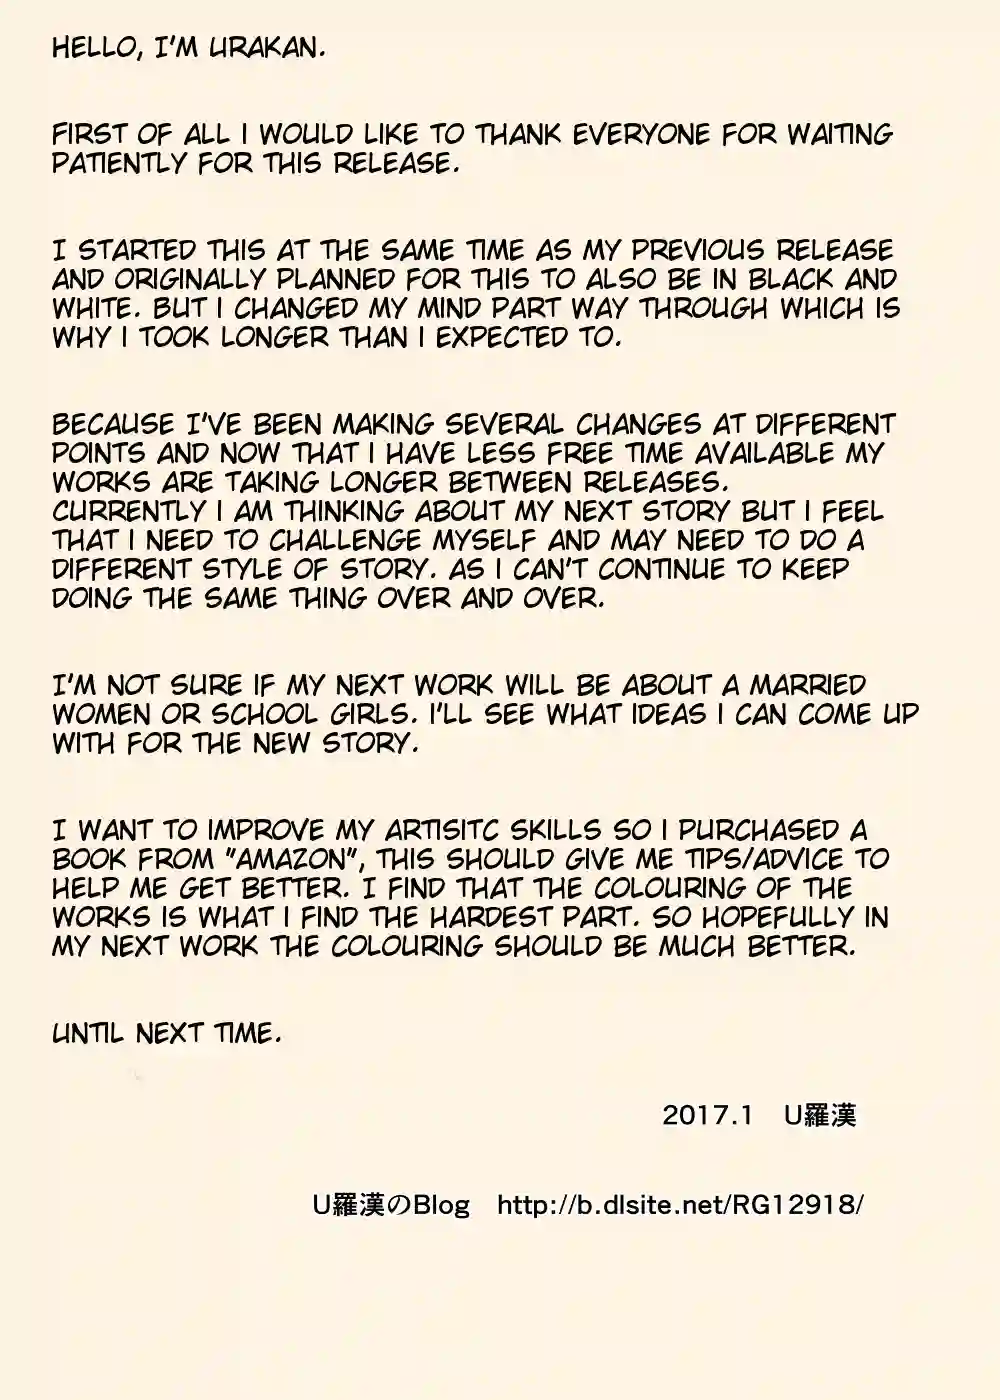 HELLO, I'M URAKAN.
FIRST OF ALL I WOULD LIKE TO THANK EVERYONE FOR WAITING
PATIENTLY FOR THIS RELEASE.
I STARTED THIS AT THE SAME TIME AS MY PREVIOUS RELEASE
AND ORIGINALLY PLANNED FOR THIS TO ALSO BE IN BLACK AND
WHITE. BUT I CHANGED MY MIND PART WAY THROUGH WHICH IS
WHY I TOOK LONGER THAN I EXPECTED TO.
BECAUSE I'VE BEEN MAKING SEVERAL CHANGES AT DIFFERENT
POINTS AND NOW THAT I HAVE LESS FREE TIME AVAILABLE MY
WORKS ARE TAKING LONGER BETWEEN RELEASES.
CURRENTLY I AM THINKING ABOUT MY NEXT STORY BUT I FEEL
THAT I NEED TO CHALLENGE MYSELF AND MAY NEED TO DO A
DIFFERENT STYLE OF STORY. AS I CAN'T CONTINUE TO KEEP
DOING THE SAME THING OVER AND OVER.
I'M NOT SURE IF MY NEXT WORK WILL BE ABOUT A MARRIED
WOMEN OR SCHOOL GIRLS. I'LL SEE WHAT IDEAS I CAN COME UP
WITH FOR THE NEW STORY.
I WANT TO IMPROVE MY ARTISITC SKILLS SO I PURCHASED A
BOOK FROM "AMAZON", THIS SHOULD GIVE ME TIPS/ADVICE TO
HELP ME GET BETTER. I FIND THAT THE COLOURING OF THE
WORKS IS WHAT I FIND THE HARDEST PART. SO HOPEFULLY IN
MY NEXT WORK THE COLOURING SHOULD BE MUCH BETTER.
UNTIL NEXT TIME.
2017.1 U羅漢
U羅漢のBlog http://b.dlsite.net/RG12918/